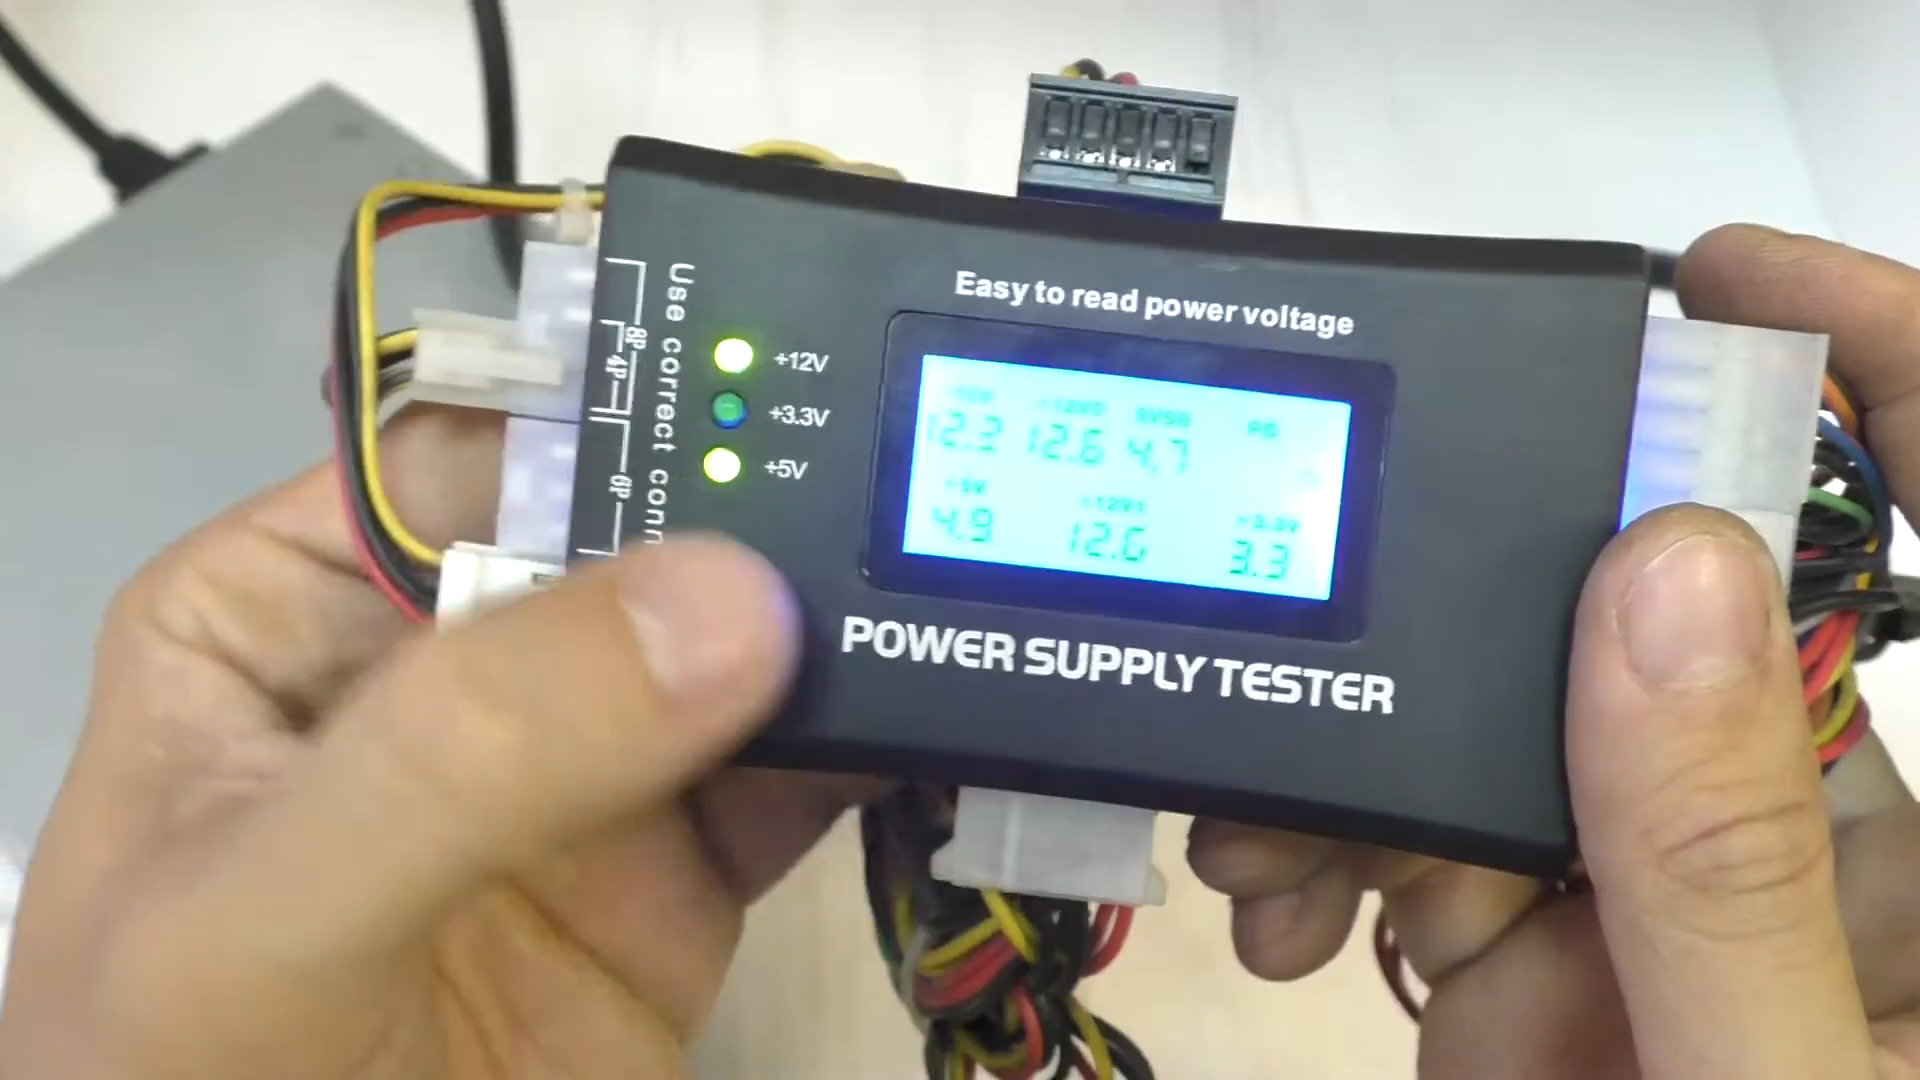 Easy to read power voltage
Use correct conn
8P
4P
6P
+12V
+3.3V
+5V
+12V2 5VSB PG
12.2 12.6 4.7
+5V +12V1 +3.3V
4.9 12.6 3.3
POWER SUPPLY TESTER